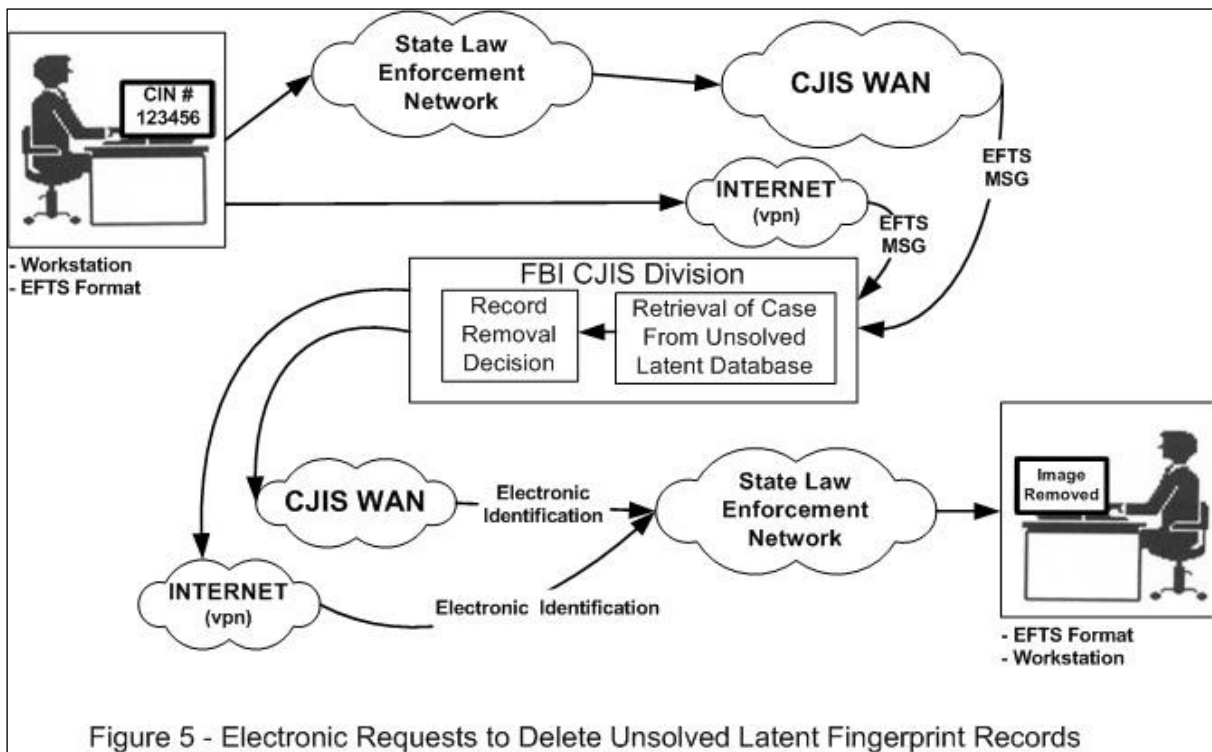 CIN #
123456
- Workstation
- EFTS Format
State Law
Enforcement
Network
CJIS WAN
EFTS
MSG
INTERNET
(vpn)
EFTS
MSG
FBI CJIS Division
Record
Removal
Decision
Retrieval of Case
From Unsolved
Latent Database
CJIS WAN
Electronic
Identification
INTERNET
(vpn)
Electronic Identification
State Law
Enforcement
Network
Image
Removed
- EFTS Format
- Workstation
Figure 5 - Electronic Requests to Delete Unsolved Latent Fingerprint Records